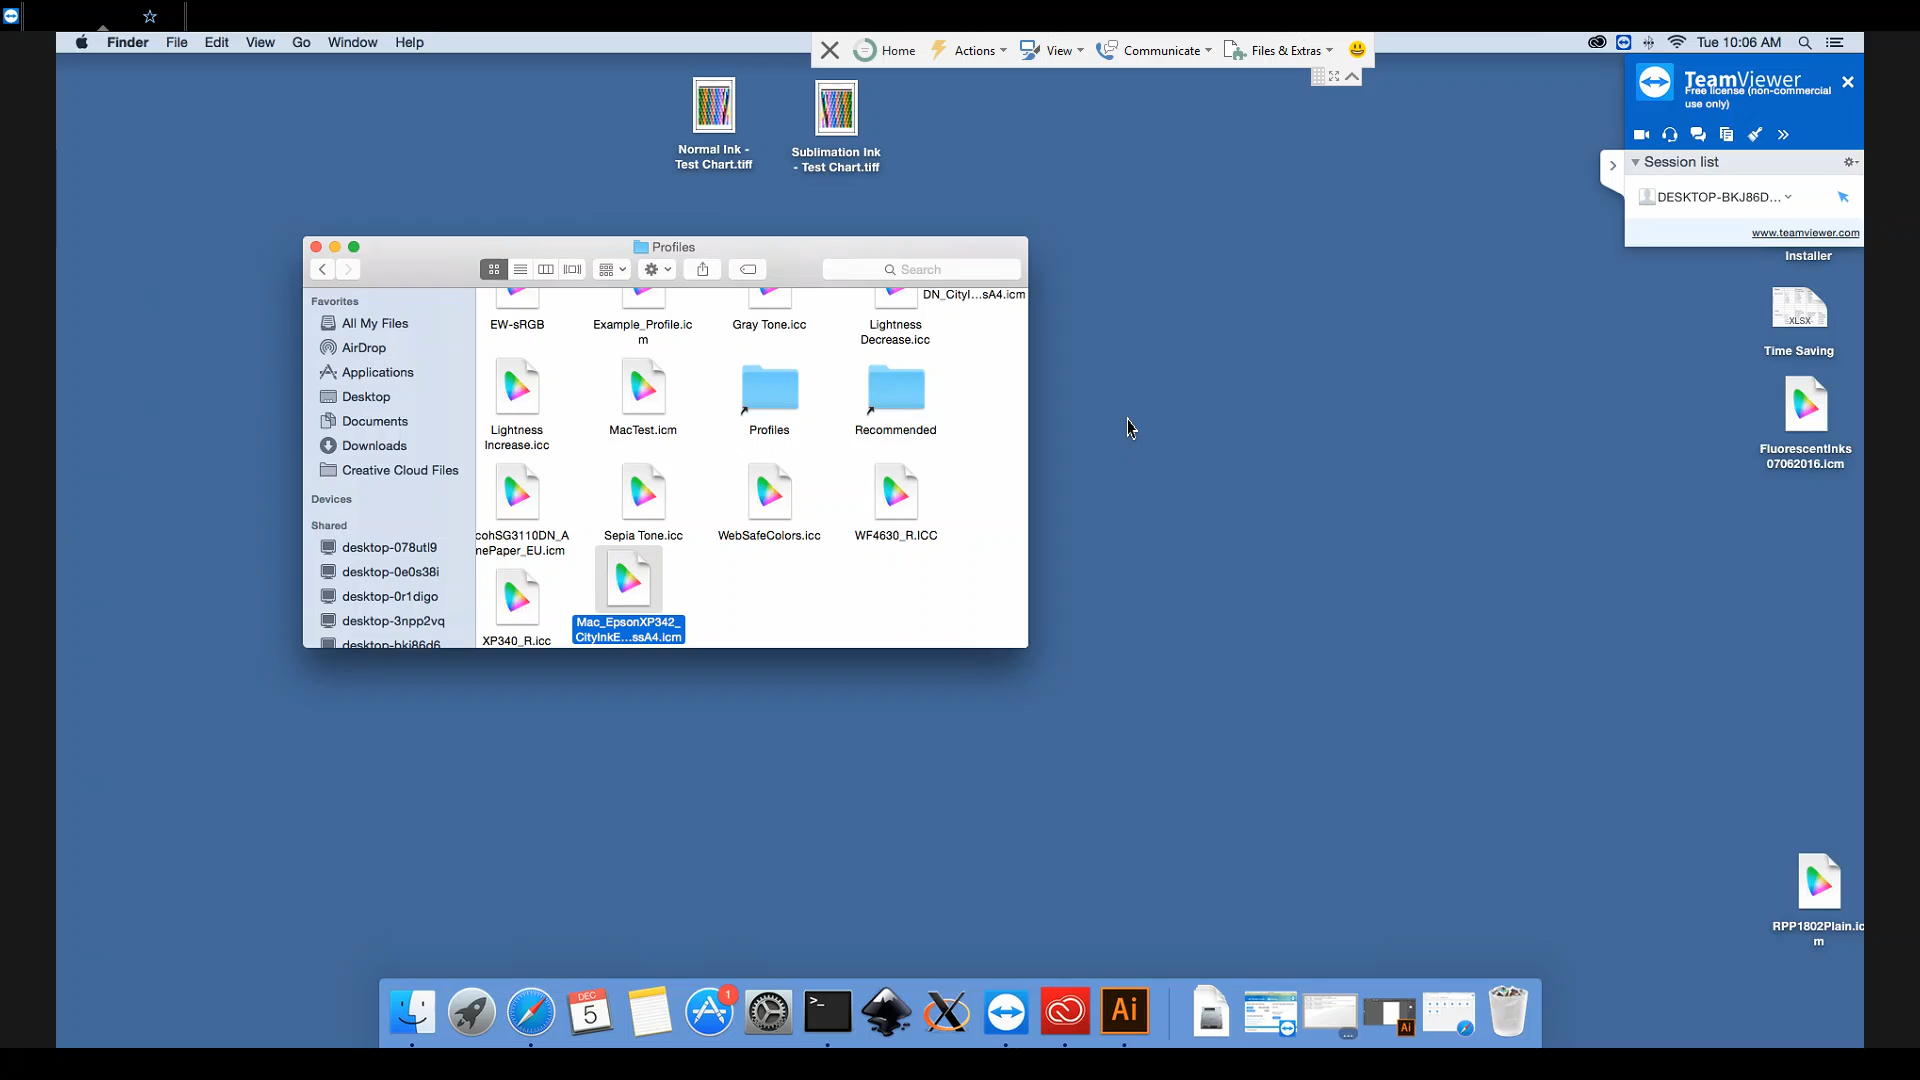 Finder File Edit View Go Window Help
Home Actions View Communicate Files & Extras
Tue 10:06 AM
TeamViewer
Free license (non-commercial
use only)
Session list
DESKTOP-BKJ86D...
www.teamviewer.com
Normal Ink -
Test Chart.tiff
Sublimation Ink
- Test Chart.tiff
Installer
XLSX
Time Saving
FluorescentInks
07062016.icm
RPP1802Plain.ic
m
Profiles
Search
Favorites
All My Files
AirDrop
Applications
Desktop
Documents
Downloads
Creative Cloud Files
Devices
Shared
desktop-078utl9
desktop-0e0s38i
desktop-0r1digo
desktop-3npp2vq
desktop-bkj86d6
DN_CityI...sA4.icm
EW-sRGB
Example_Profile.ic
m
Gray Tone.icc
Lightness
Decrease.icc
Lightness
Increase.icc
MacTest.icm
Profiles
Recommended
cohSG3110DN_A
nePaper_EU.icm
Sepia Tone.icc
WebSafeColors.icc
WF4630_R.ICC
XP340_R.icc
Mac_EpsonXP342_
CityInkE...ssA4.icm
DEC
5
1
>_
Ai
Ai